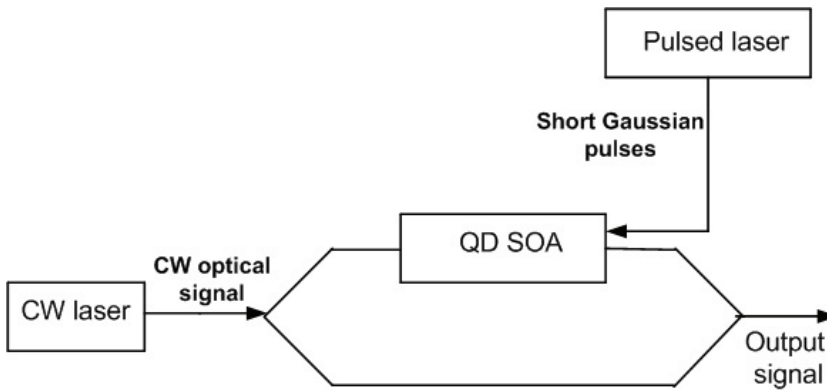 Pulsed laser
Short Gaussian
pulses
QD SOA
CW optical
signal
CW laser
Output
signal